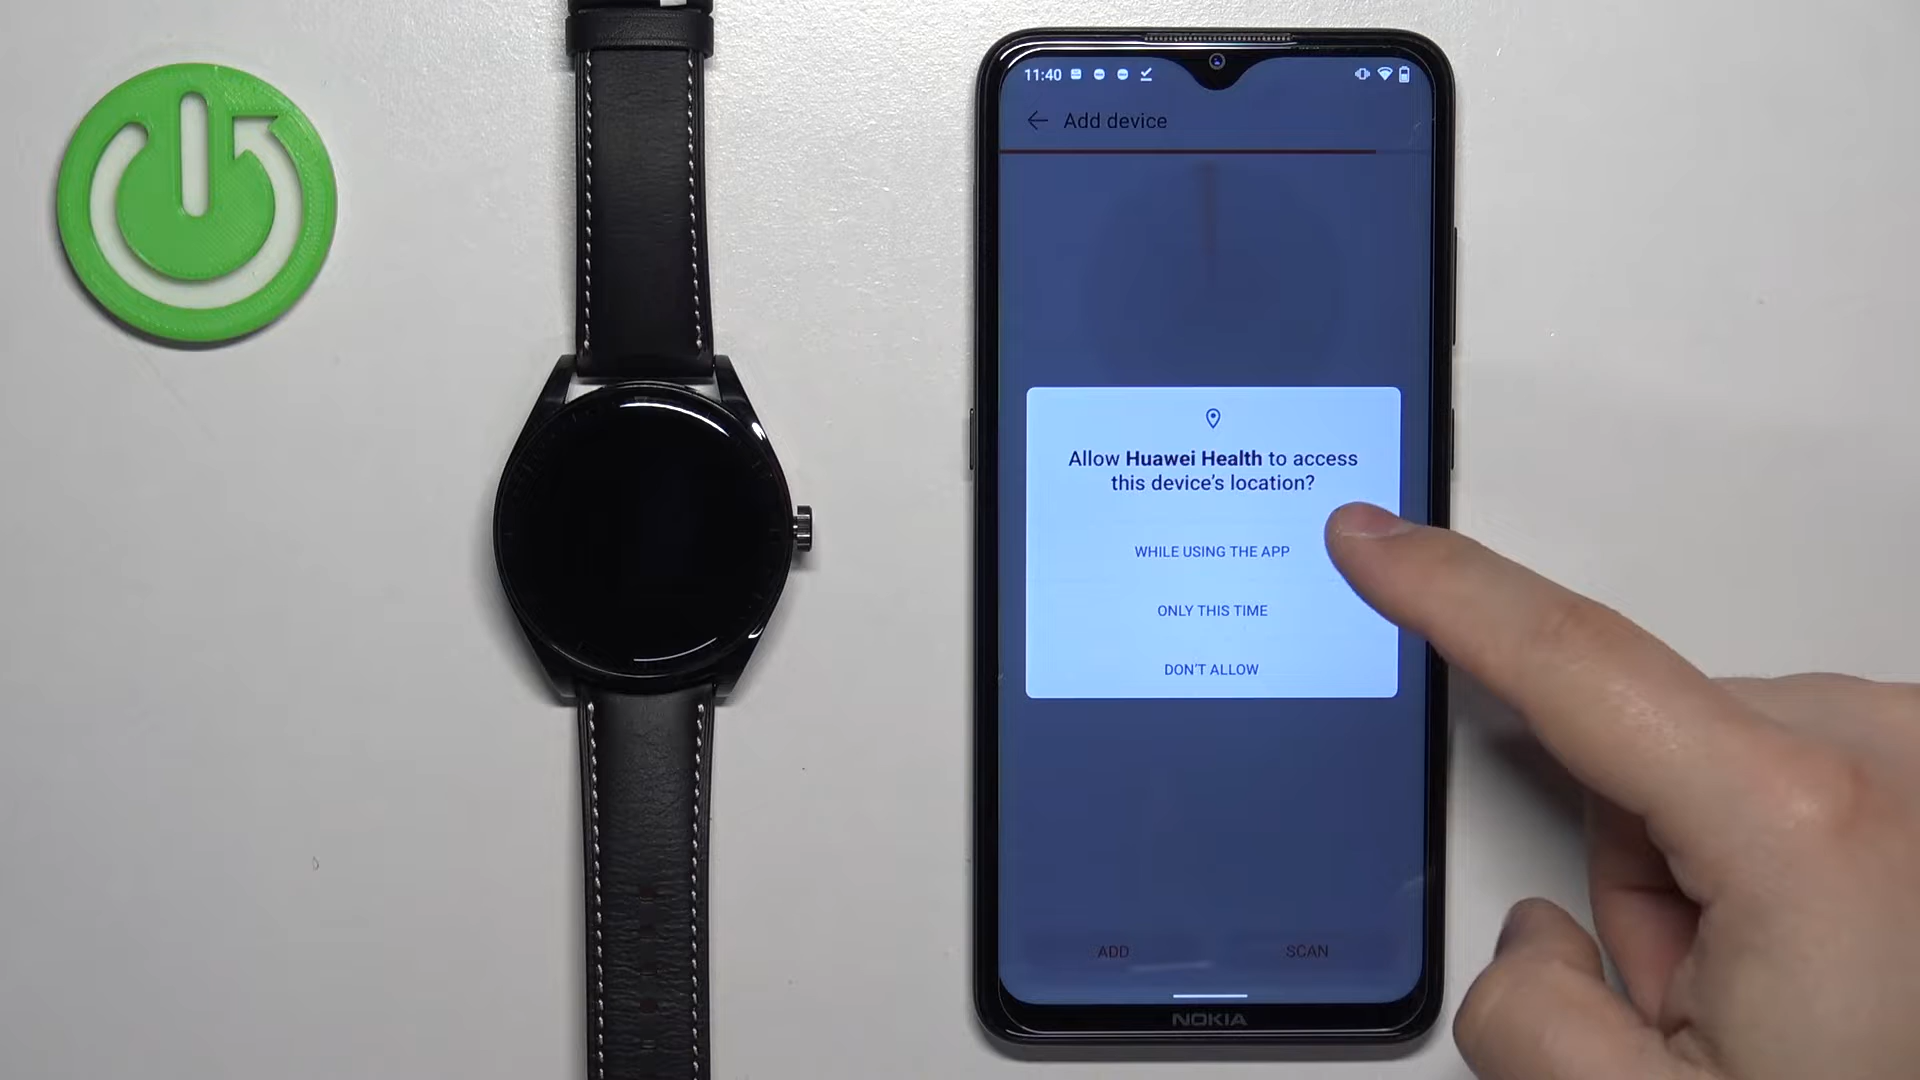 11:40
Add device
Allow Huawei Health to access
this device's location?
WHILE USING THE APP
ONLY THIS TIME
DON'T ALLOW
ADD
SCAN
NOKIA